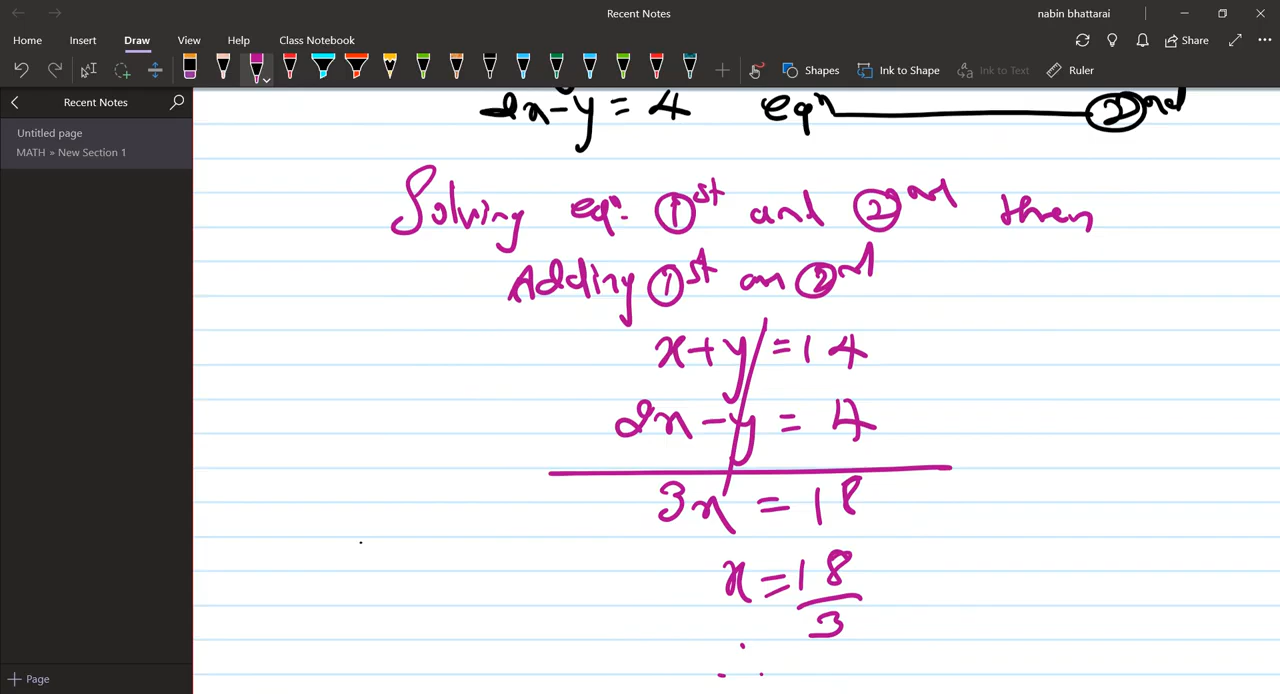 Recent Notes
nabin bhattarai
Home Insert Draw View Help Class Notebook
Share
Shapes Ink to Shape Ink to Text Ruler
Recent Notes
Untitled page
MATH » New Section 1
2x-y = 4 eqn 2nd
Solving eqn. 1st and 2nd then
Adding 1st an 2nd
x+y = 14
2x-y = 4
3x = 18
x = 18
3
∴
Page